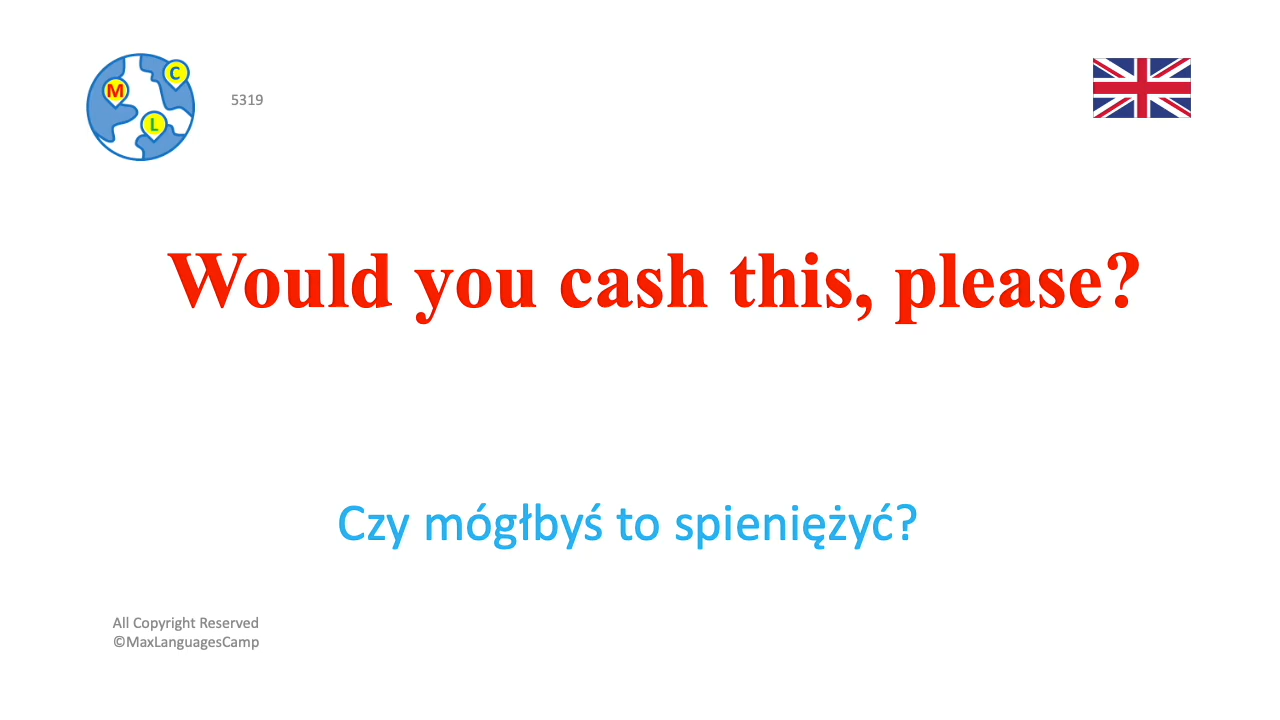 M
C
L
5319
Would you cash this, please?
Czy mógłbyś to spieniężyć?
All Copyright Reserved
©MaxLanguagesCamp